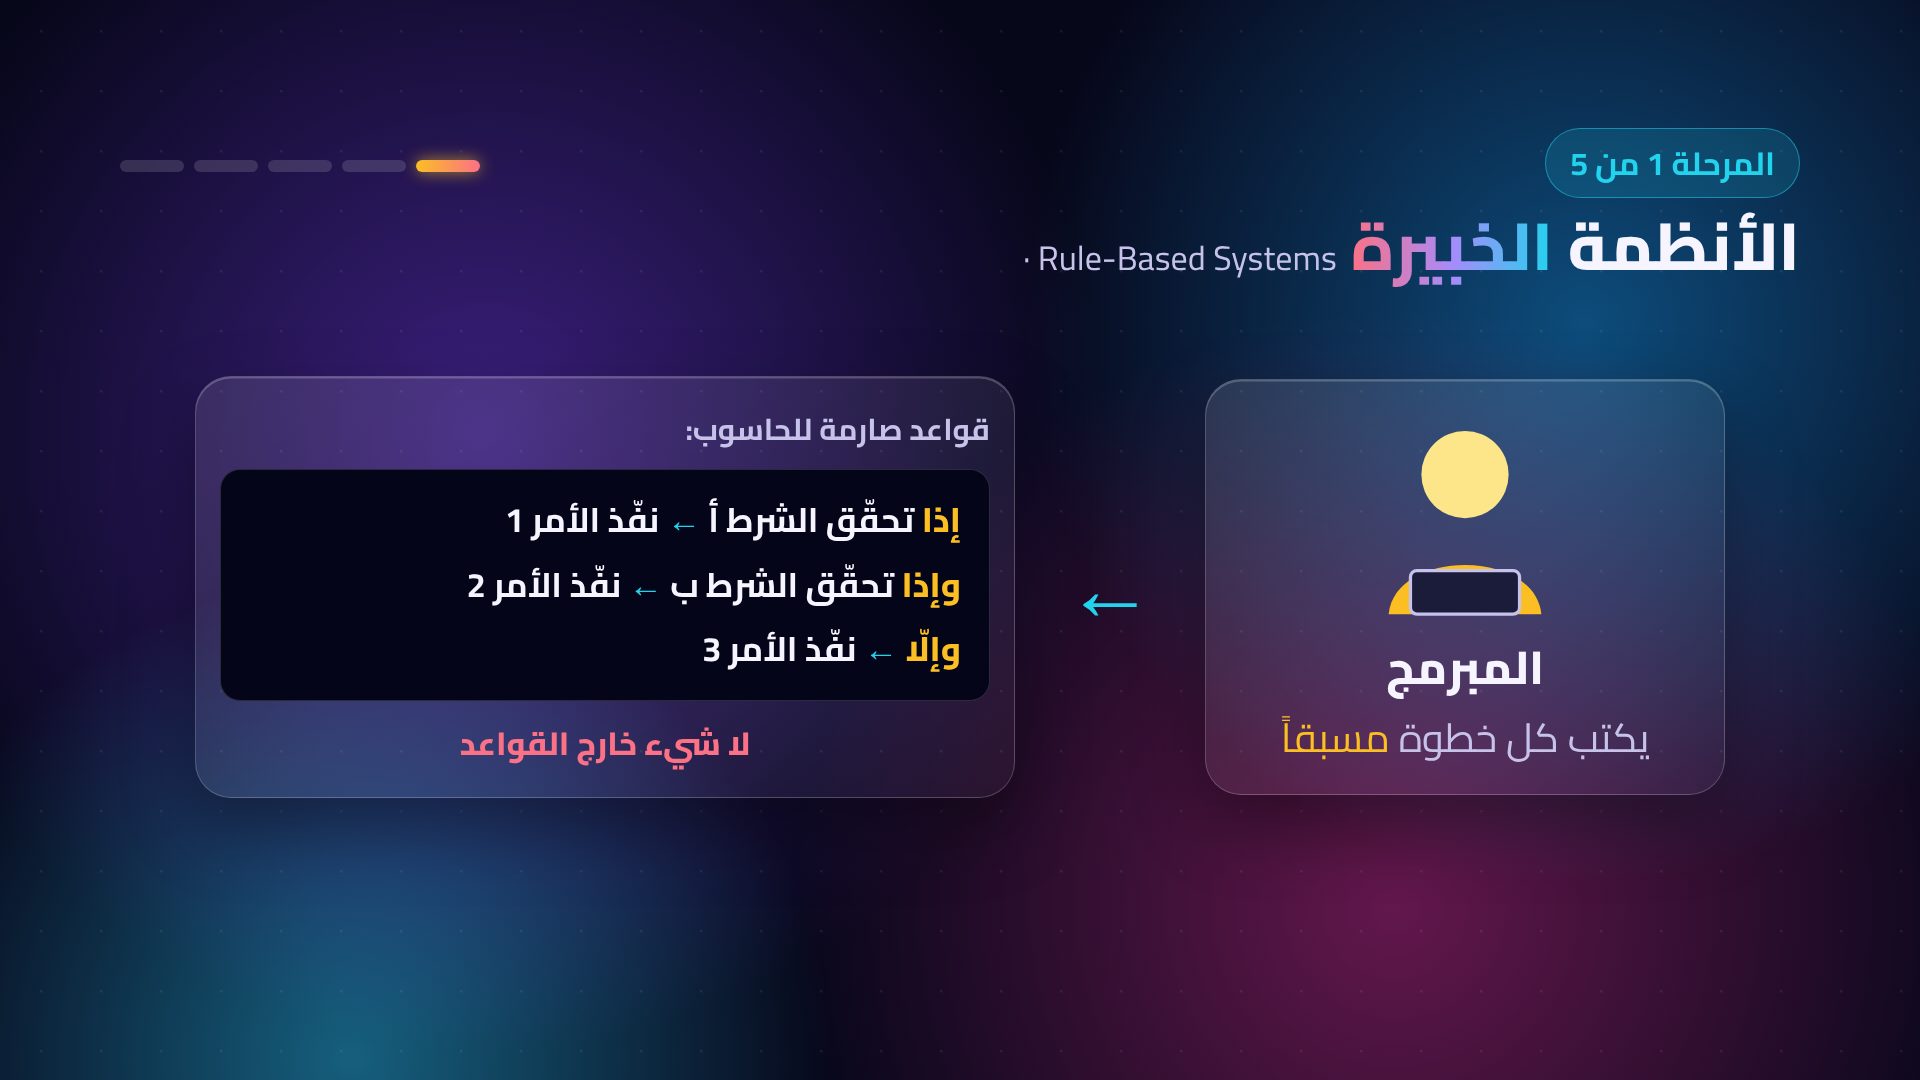 المرحلة 1 من 5
الأنظمة الخبيرة Rule-Based Systems ·
المبرمج
يكتب كل خطوة مسبقاً
←
قواعد صارمة للحاسوب:
إذا تحقّق الشرط أ ← نفّذ الأمر 1
وإذا تحقّق الشرط ب ← نفّذ الأمر 2
وإلّا ← نفّذ الأمر 3
لا شيء خارج القواعد